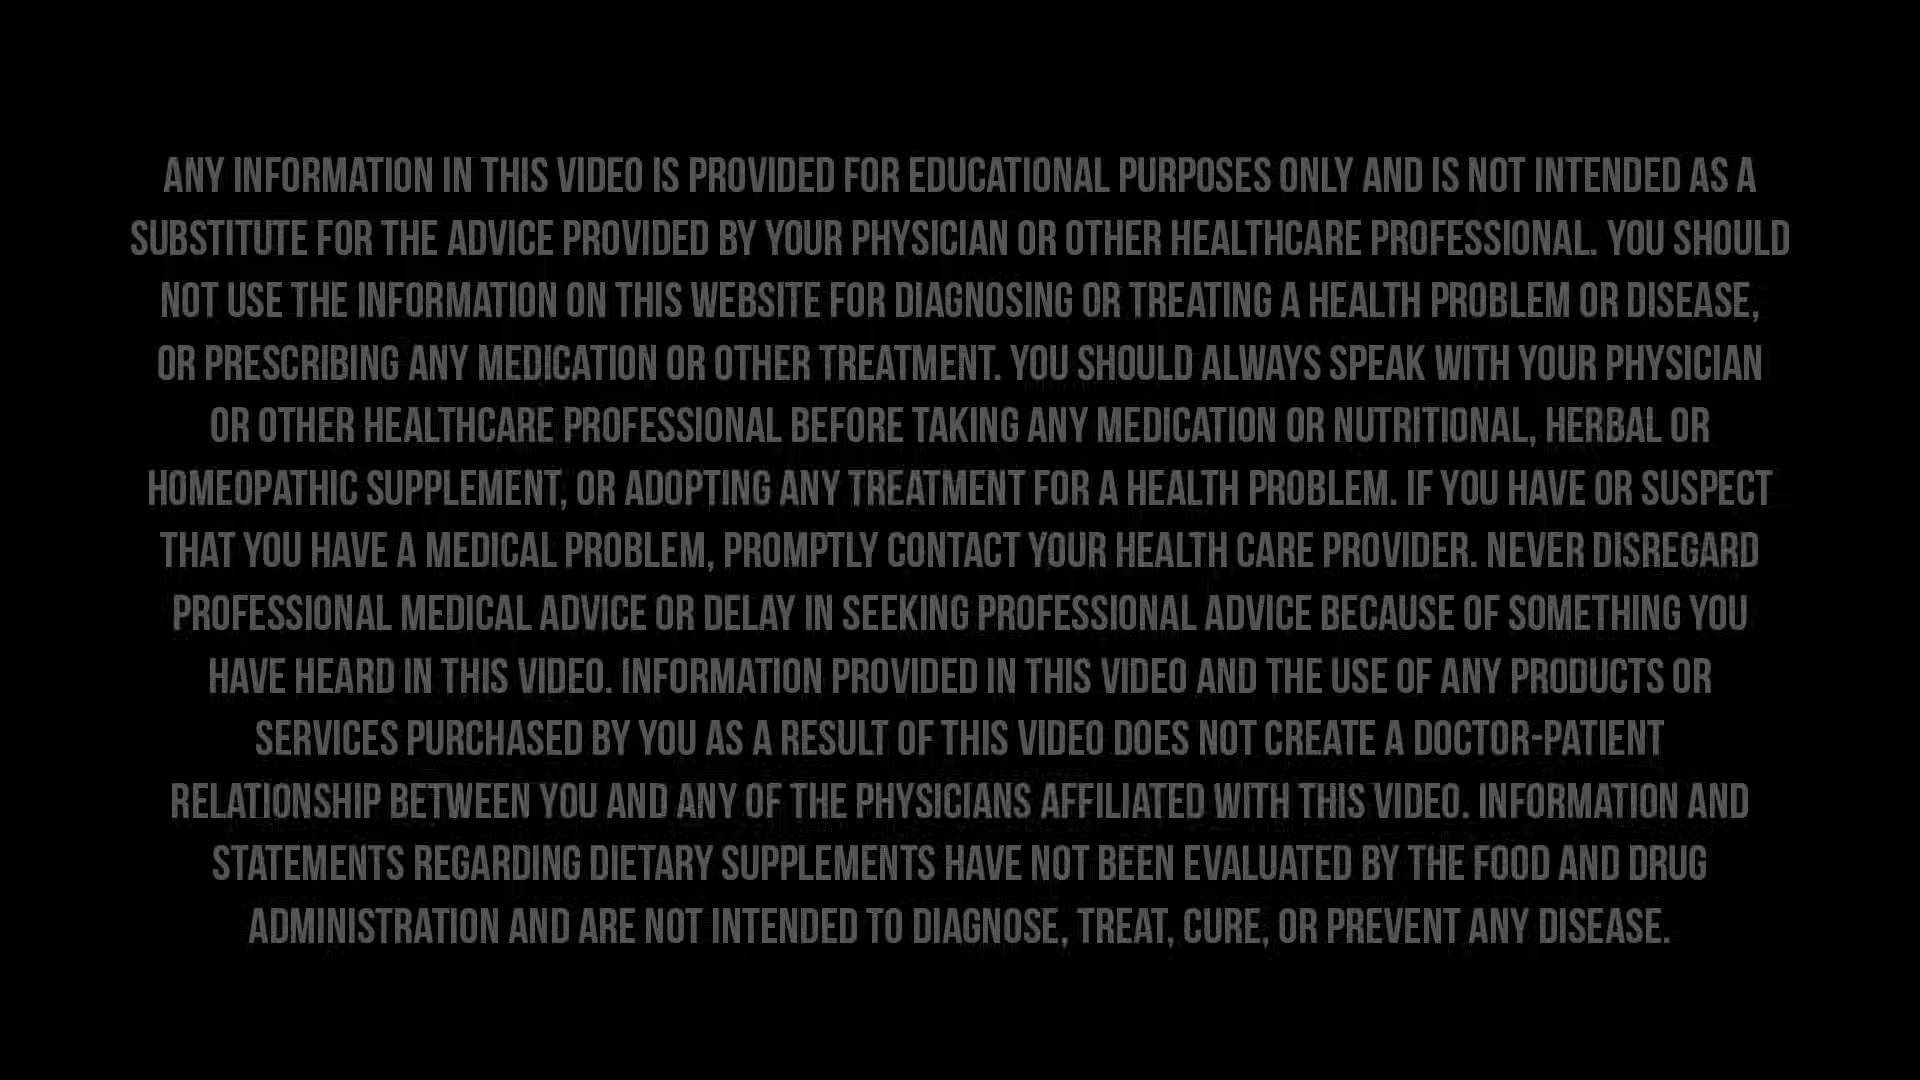 ANY INFORMATION IN THIS VIDEO IS PROVIDED FOR EDUCATIONAL PURPOSES ONLY AND IS NOT INTENDED AS A
SUBSTITUTE FOR THE ADVICE PROVIDED BY YOUR PHYSICIAN OR OTHER HEALTHCARE PROFESSIONAL. YOU SHOULD
NOT USE THE INFORMATION ON THIS WEBSITE FOR DIAGNOSING OR TREATING A HEALTH PROBLEM OR DISEASE,
OR PRESCRIBING ANY MEDICATION OR OTHER TREATMENT. YOU SHOULD ALWAYS SPEAK WITH YOUR PHYSICIAN
OR OTHER HEALTHCARE PROFESSIONAL BEFORE TAKING ANY MEDICATION OR NUTRITIONAL, HERBAL OR
HOMEOPATHIC SUPPLEMENT, OR ADOPTING ANY TREATMENT FOR A HEALTH PROBLEM. IF YOU HAVE OR SUSPECT
THAT YOU HAVE A MEDICAL PROBLEM, PROMPTLY CONTACT YOUR HEALTH CARE PROVIDER. NEVER DISREGARD
PROFESSIONAL MEDICAL ADVICE OR DELAY IN SEEKING PROFESSIONAL ADVICE BECAUSE OF SOMETHING YOU
HAVE HEARD IN THIS VIDEO. INFORMATION PROVIDED IN THIS VIDEO AND THE USE OF ANY PRODUCTS OR
SERVICES PURCHASED BY YOU AS A RESULT OF THIS VIDEO DOES NOT CREATE A DOCTOR-PATIENT
RELATIONSHIP BETWEEN YOU AND ANY OF THE PHYSICIANS AFFILIATED WITH THIS VIDEO. INFORMATION AND
STATEMENTS REGARDING DIETARY SUPPLEMENTS HAVE NOT BEEN EVALUATED BY THE FOOD AND DRUG
ADMINISTRATION AND ARE NOT INTENDED TO DIAGNOSE, TREAT, CURE, OR PREVENT ANY DISEASE.